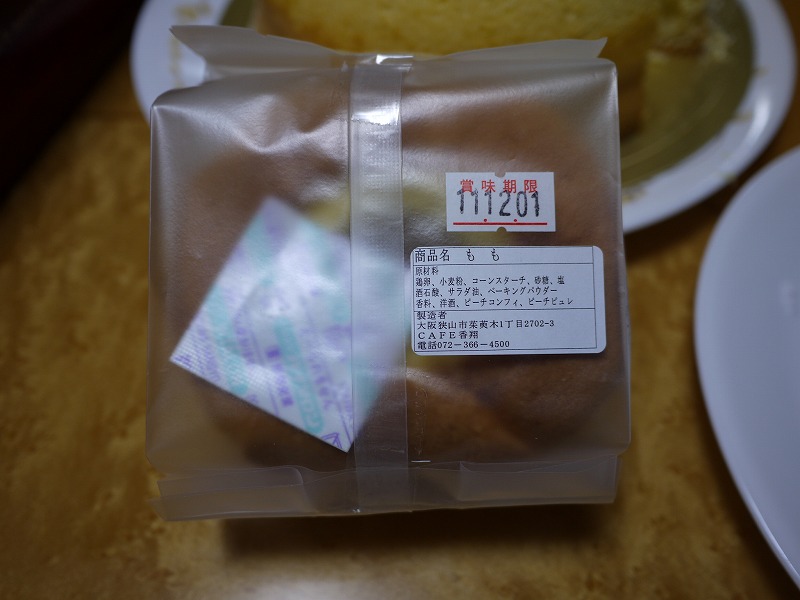 賞味期限
11.12.01
商品名 もも
原材料
鶏卵、小麦粉、コーンスターチ、砂糖、塩
酒石酸、サラダ油、ベーキングパウダー
香料、洋酒、ピーチコンフィ、ピーチピュレ
製造者
大阪狭山市茱萸木1丁目2702-3
CAFE香翔
電話072-366-4500